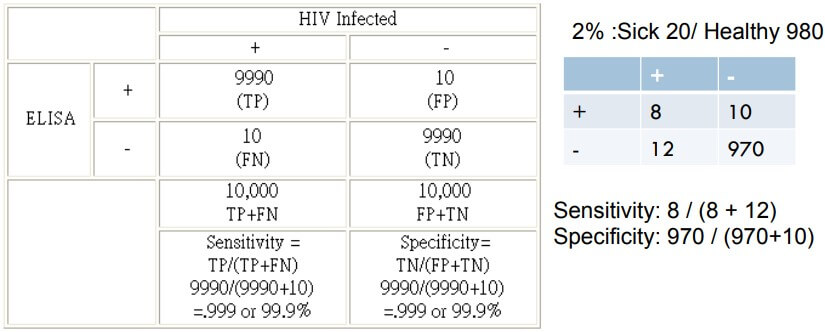 HIV Infected
+ -
ELISA
+
9990 10
(TP) (FP)
-
10 9990
(FN) (TN)
10,000 10,000
TP+FN FP+TN
Sensitivity = Specificity=
TP/(TP+FN) TN/(FP+TN)
9990/(9990+10) 9990/(9990+10)
=.999 or 99.9% =.999 or 99.9%
2% :Sick 20/ Healthy 980
+ -
+ 8 10
- 12 970
Sensitivity: 8 / (8 + 12)
Specificity: 970 / (970+10)